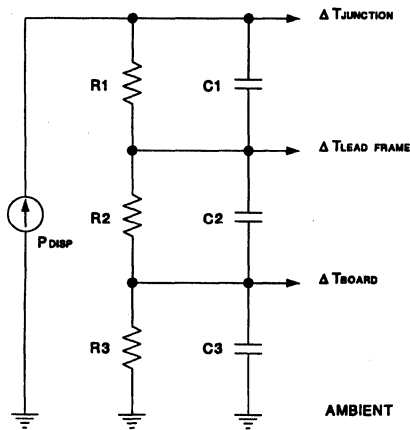 Δ TJUNCTION
R1
C1
Δ TLEAD FRAME
R2
C2
PDISP
Δ TBOARD
R3
C3
AMBIENT